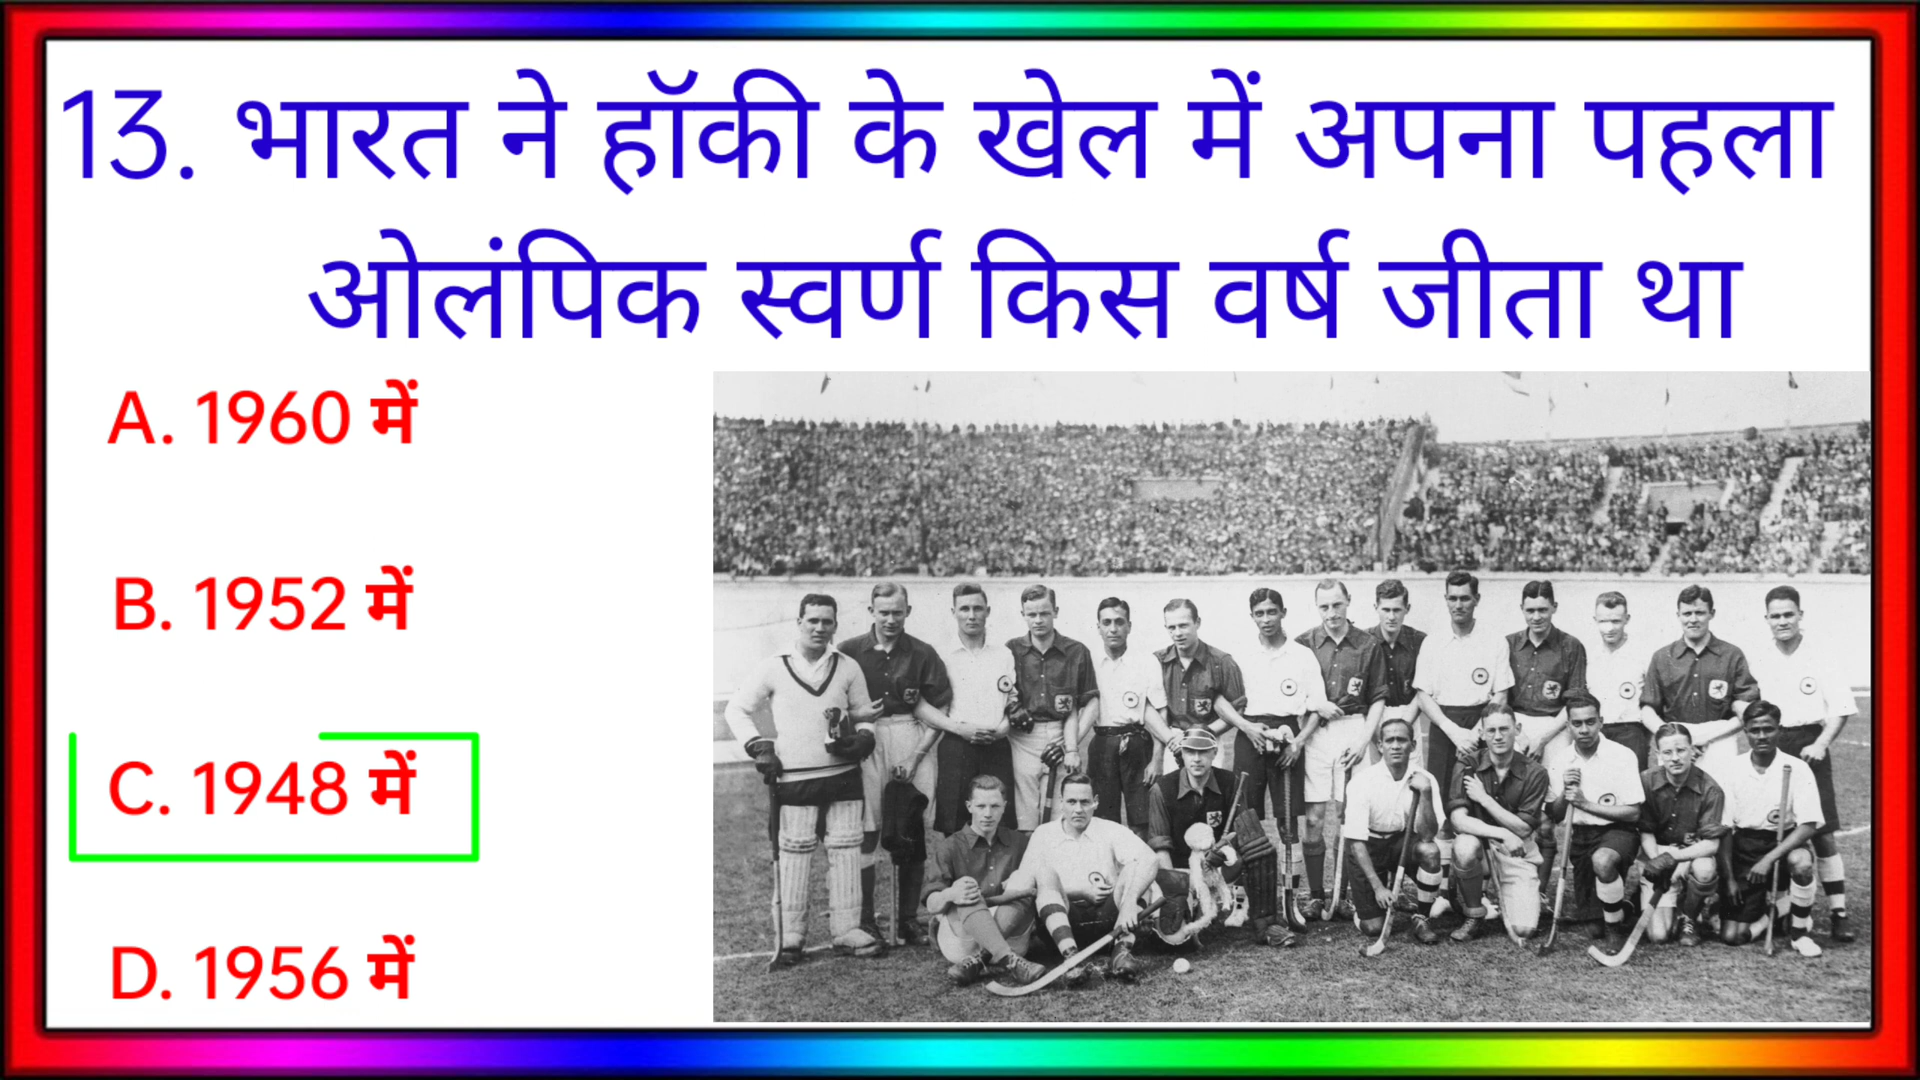 13. भारत ने हॉकी के खेल में अपना पहला
ओलंपिक स्वर्ण किस वर्ष जीता था
A. 1960 में
B. 1952 में
C. 1948 में
D. 1956 में